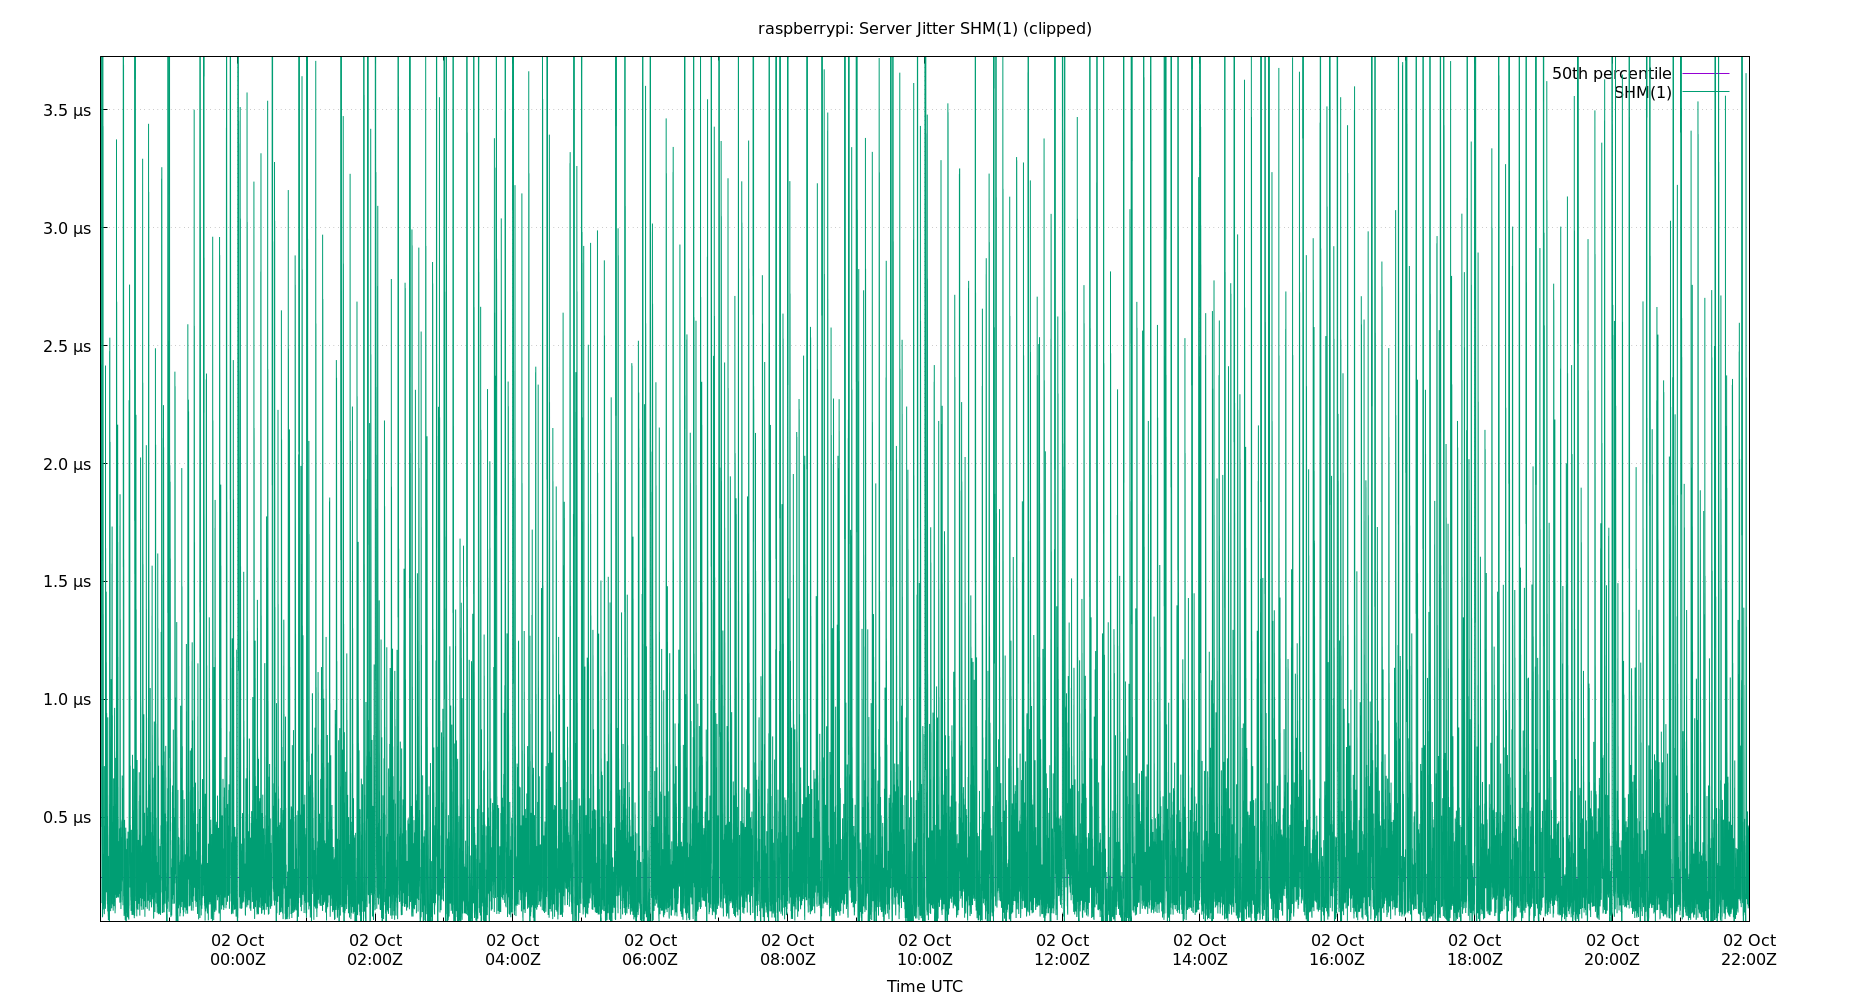 raspberrypi: Server Jitter SHM(1) (clipped)
50th percentile
SHM(1)
3.5 µs
3.0 µs
2.5 µs
2.0 µs
1.5 µs
1.0 µs
0.5 µs
02 Oct 02 Oct 02 Oct 02 Oct 02 Oct 02 Oct 02 Oct 02 Oct 02 Oct 02 Oct 02 Oct 02 Oct
00:00Z 02:00Z 04:00Z 06:00Z 08:00Z 10:00Z 12:00Z 14:00Z 16:00Z 18:00Z 20:00Z 22:00Z
Time UTC